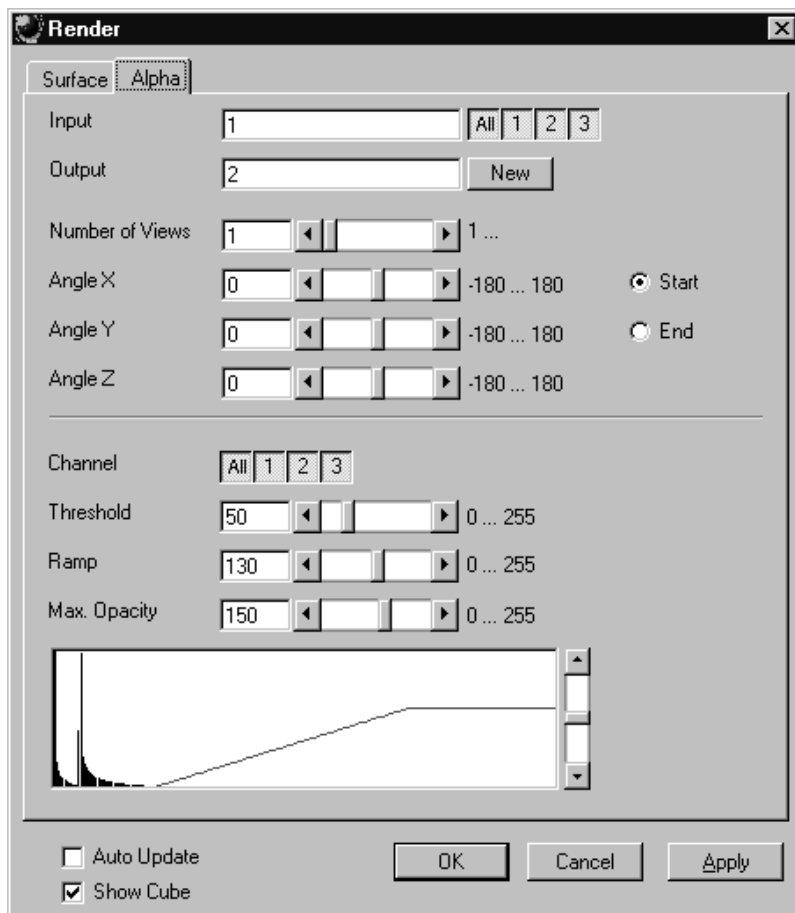 Render
Surface Alpha
Input 1 All 1 2 3
Output 2 New
Number of Views 1 1 ...
Angle X 0 -180 ... 180 Start
Angle Y 0 -180 ... 180 End
Angle Z 0 -180 ... 180
Channel All 1 2 3
Threshold 50 0 ... 255
Ramp 130 0 ... 255
Max. Opacity 150 0 ... 255
Auto Update OK Cancel Apply
Show Cube